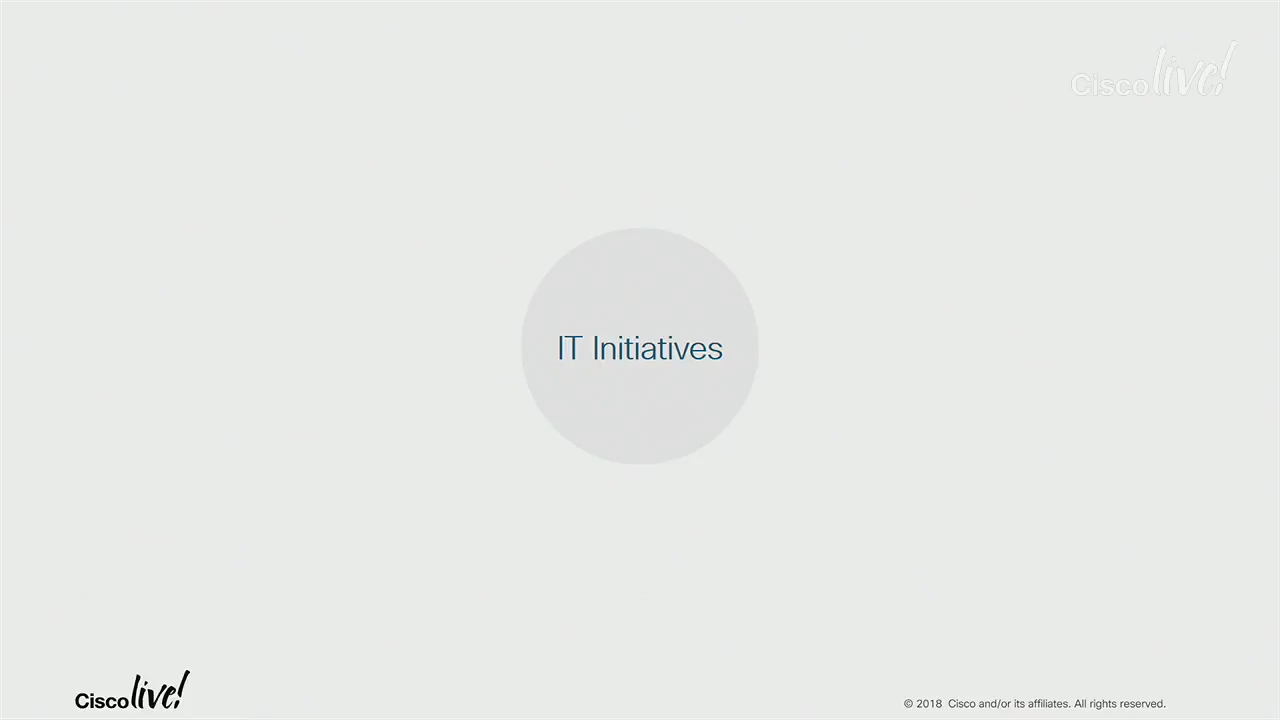 Cisco live!
IT Initiatives
Cisco live!
© 2018 Cisco and/or its affiliates. All rights reserved.